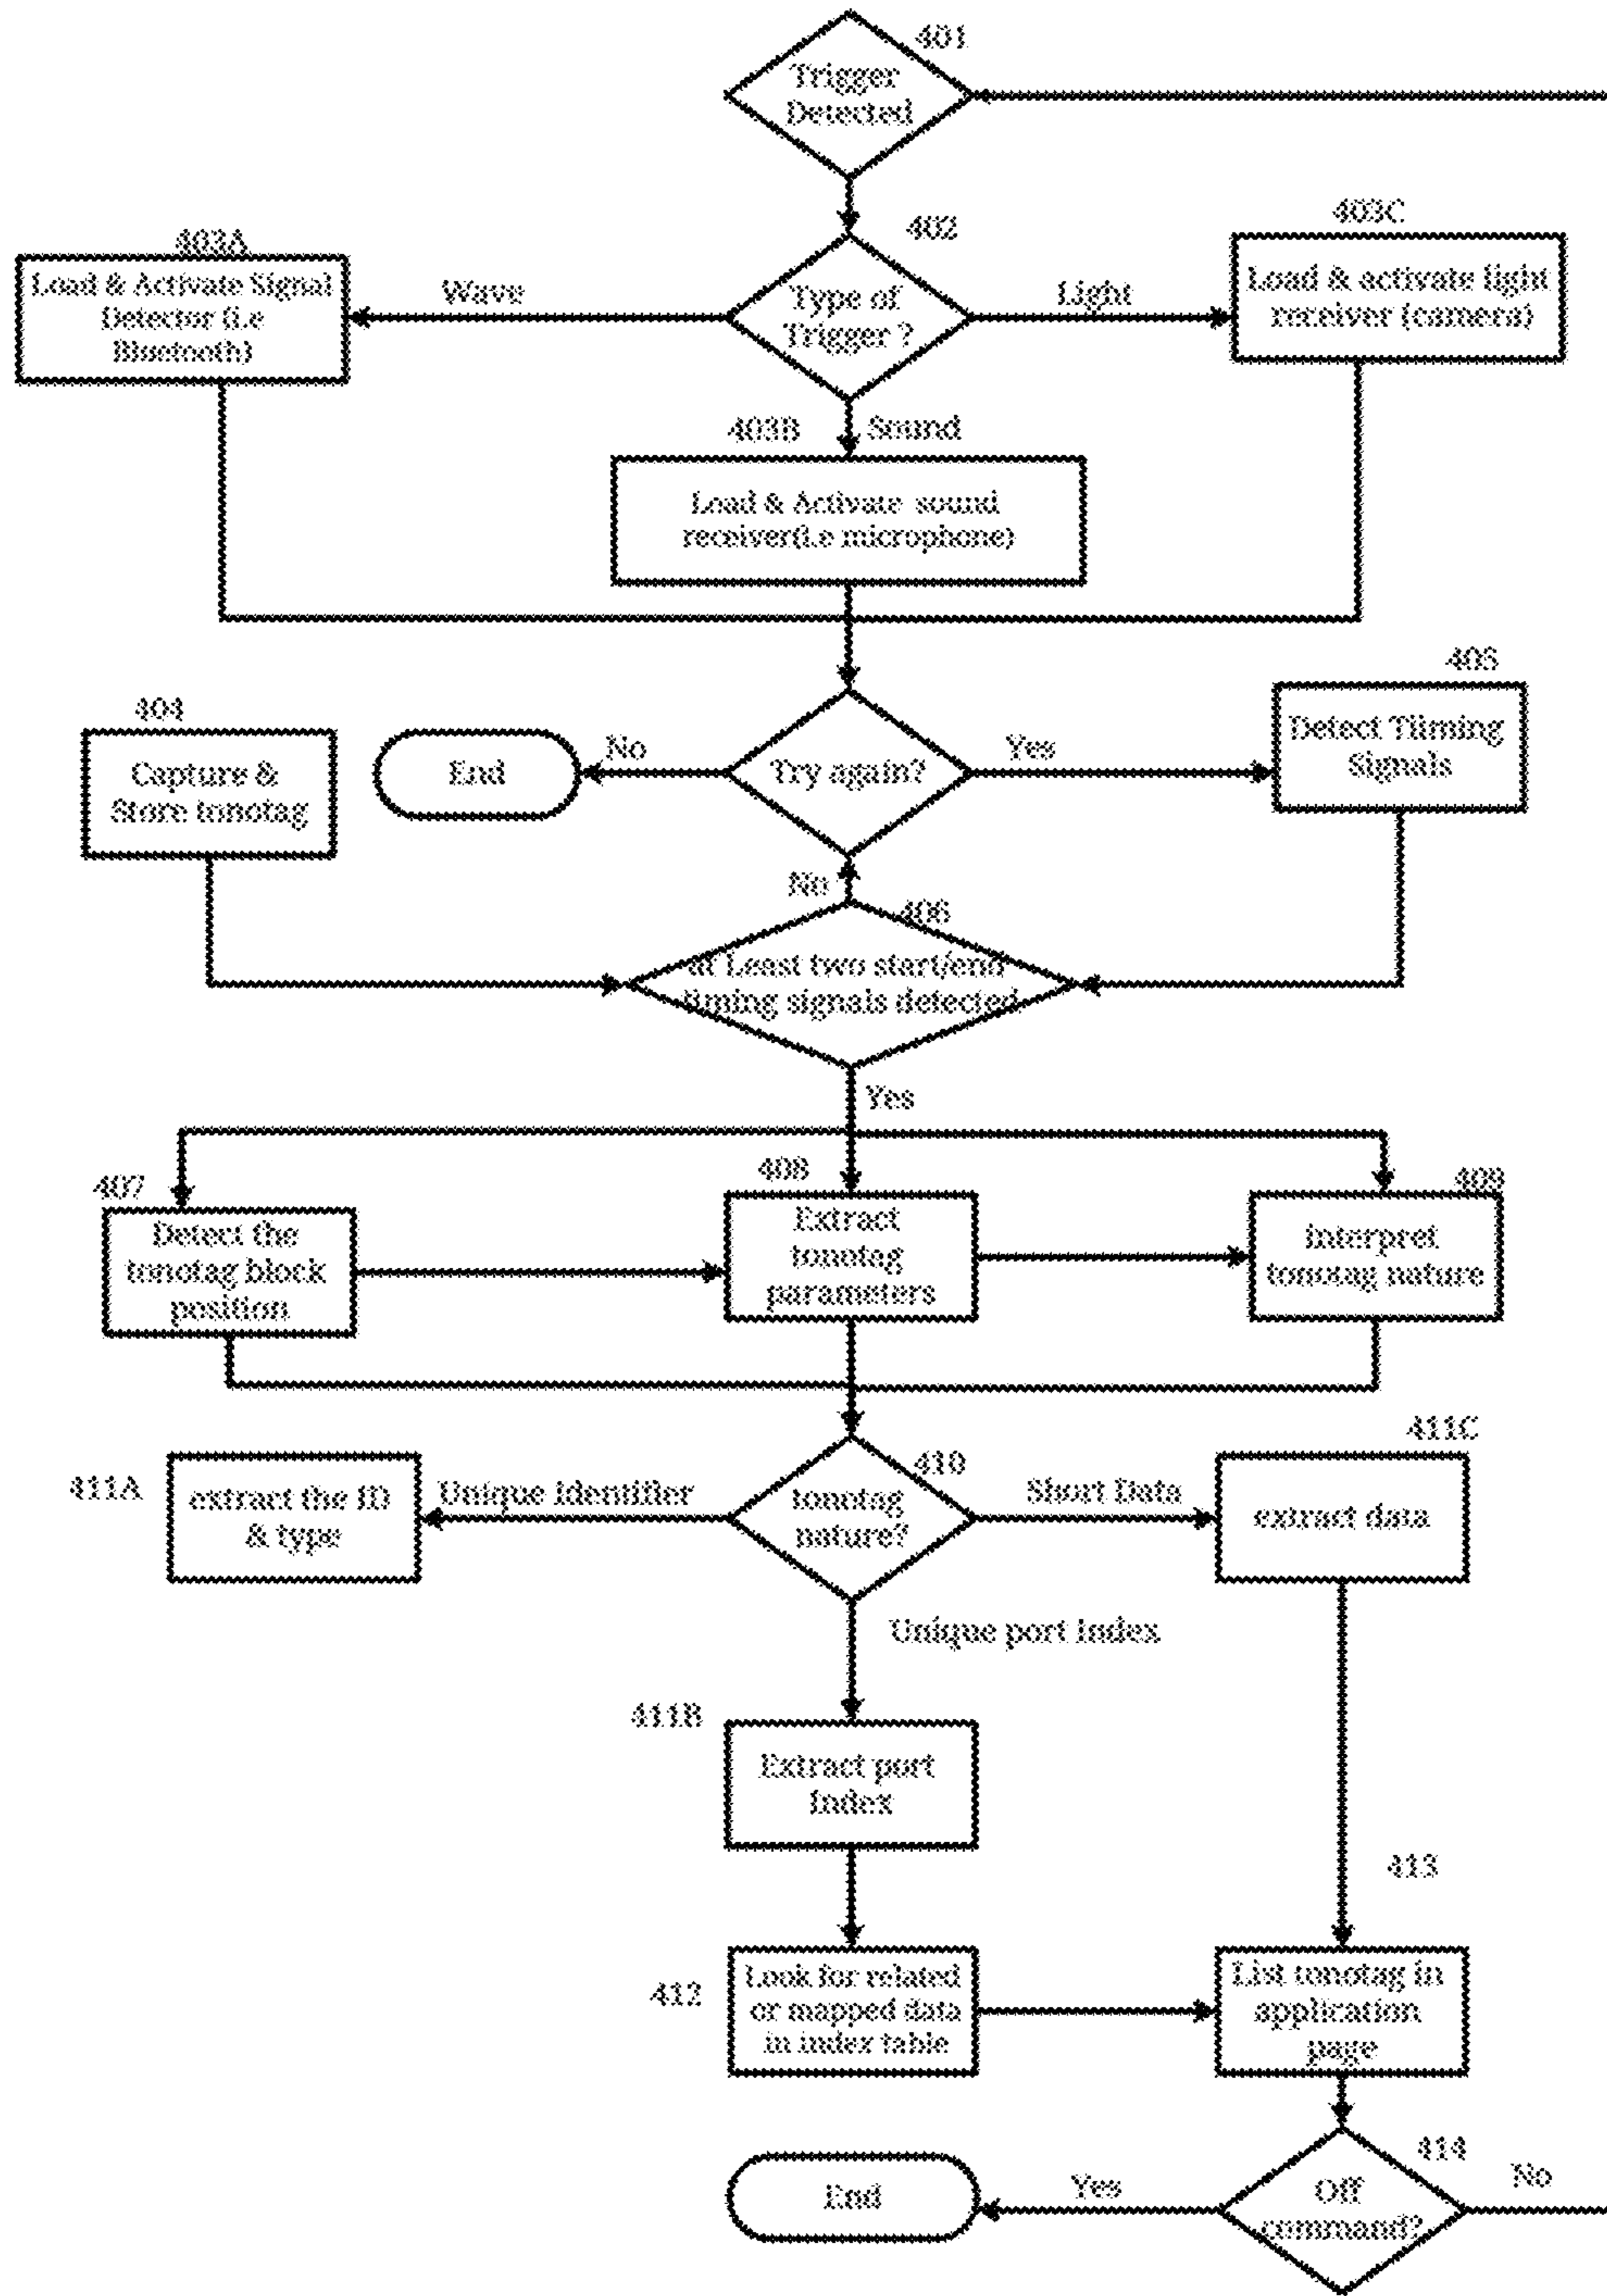 401
Trigger
Detected
402
403A
403C
Load & Activate Signal
Detector (i.e
Bluetooth)
Wave
Type of
Trigger ?
Light
Load & activate light
receiver (camera)
403B
Sound
Load & Activate sound
receiver(i.e microphone)
404
405
Capture &
Store tonotag
End
No
Try again?
Yes
Detect Tiiming
Signals
No
406
at Least two start/end
timing signals detected
Yes
407
408
409
Detect the
tonotag block
position
Extract
tonotag
parameters
interpret
tonotag nature
411A
extract the ID
& type
Unique Identifier
410
tonotag
nature?
Short Data
411C
extract data
Unique port Index
411B
Extract port
Index
413
412
Look for related
or mapped data
in index table
List tonotag in
application
page
End
Yes
414
Off
command?
No